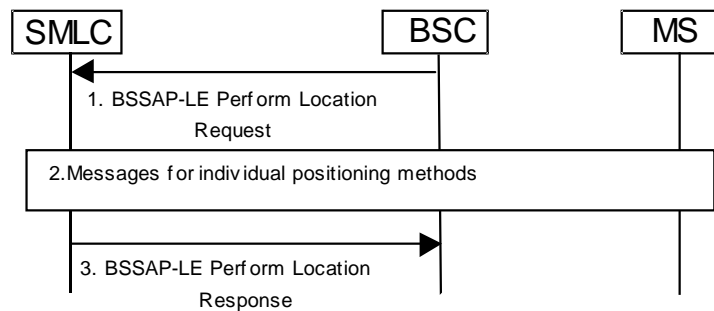 SMLC
BSC
MS
1. BSSAP-LE Perform Location
Request
2.Messages for individual positioning methods
3. BSSAP-LE Perform Location
Response